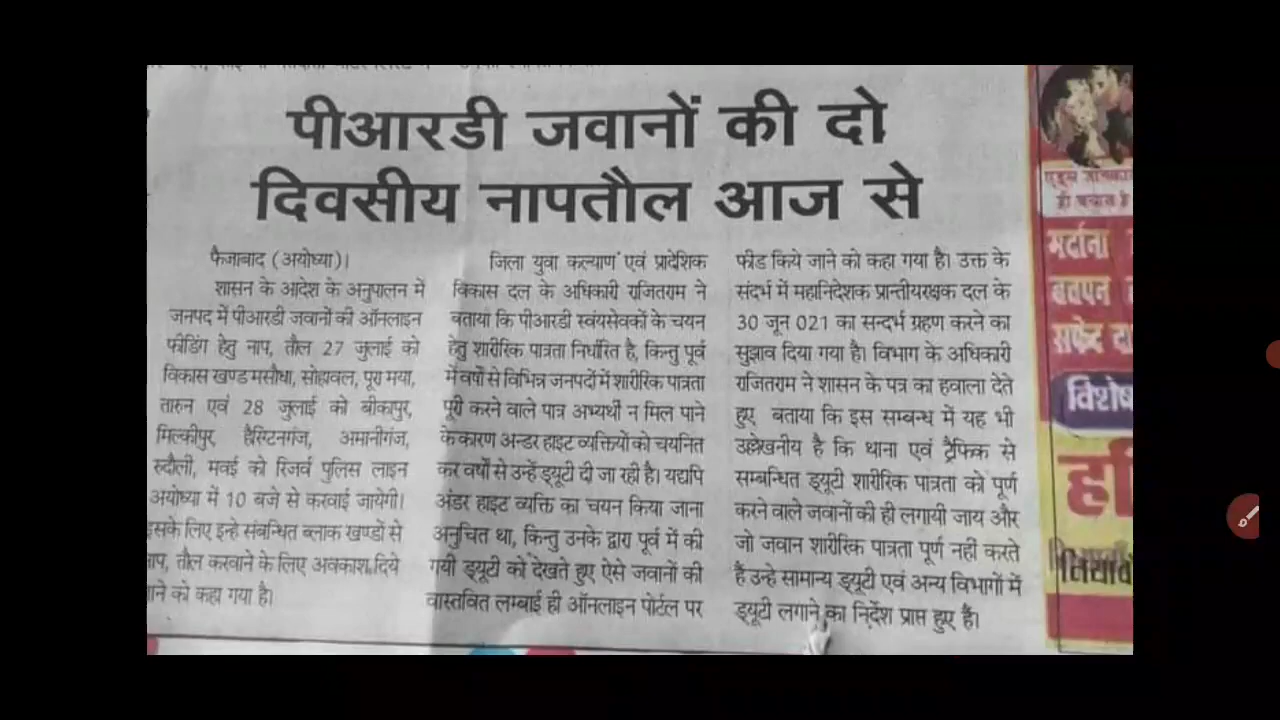 पीआरडी जवानों की दो
दिवसीय नापतौल आज से
फैजाबाद (अयोध्या)।
शासन के आदेश के अनुपालन में
जनपद में पीआरडी जवानों की ऑनलाइन
फीडिंग हेतु नाप, तौल 27 जुलाई को
विकास खण्ड मसौधा, सोहावल, पूरा मया,
तारुन एवं 28 जुलाई को बीकापुर,
मिल्कीपुर, हैरिग्टनगंज, अमानीगंज,
रुदौली, मवई को रिजर्व पुलिस लाइन
अयोध्या में 10 बजे से करवाई जायेगी।
इसके लिए इन्हे संबन्धित ब्लाक खण्डों से
नाप, तौल करवाने के लिए अवकाश दिये
जाने को कहा गया है।
जिला युवा कल्याण एवं प्रादेशिक
विकास दल के अधिकारी राजितराम ने
बताया कि पीआरडी स्वंयसेवकों के चयन
हेतु शारीरिक पात्रता निर्धारित है, किन्तु पूर्व
में वर्षों से विभिन्न जनपदों में शारीरिक पात्रता
पूरी करने वाले पात्र अभ्यर्थी न मिल पाने
के कारण अन्डर हाइट व्यक्तियों को चयनित
कर वर्षों से उन्हें ड्यूटी दी जा रही है। यद्यपि
अंडर हाइट व्यक्ति का चयन किया जाना
अनुचित था, किन्तु उनके द्वारा पूर्व में की
गयी ड्यूटी को देखते हुए ऐसे जवानों की
वास्तवित लम्बाई ही ऑनलाइन पोर्टल पर
फीड किये जाने को कहा गया है। उक्त के
संदर्भ में महानिदेशक प्रान्तीयरक्षक दल के
30 जून 021 का सन्दर्भ ग्रहण करने का
सुझाव दिया गया है। विभाग के अधिकारी
राजितराम ने शासन के पत्र का हवाला देते
हुए बताया कि इस सम्बन्ध में यह भी
उल्लेखनीय है कि थाना एवं ट्रैफिक से
सम्बन्धित ड्यूटी शारीरिक पात्रता को पूर्ण
करने वाले जवानों की ही लगायी जाय और
जो जवान शारीरिक पात्रता पूर्ण नहीं करते
है उन्हे सामान्य ड्यूटी एवं अन्य विभागों में
ड्यूटी लगाने का निर्देश प्राप्त हुए हैं।
मर्दाना
बचपन
सफेद दा
विशेष